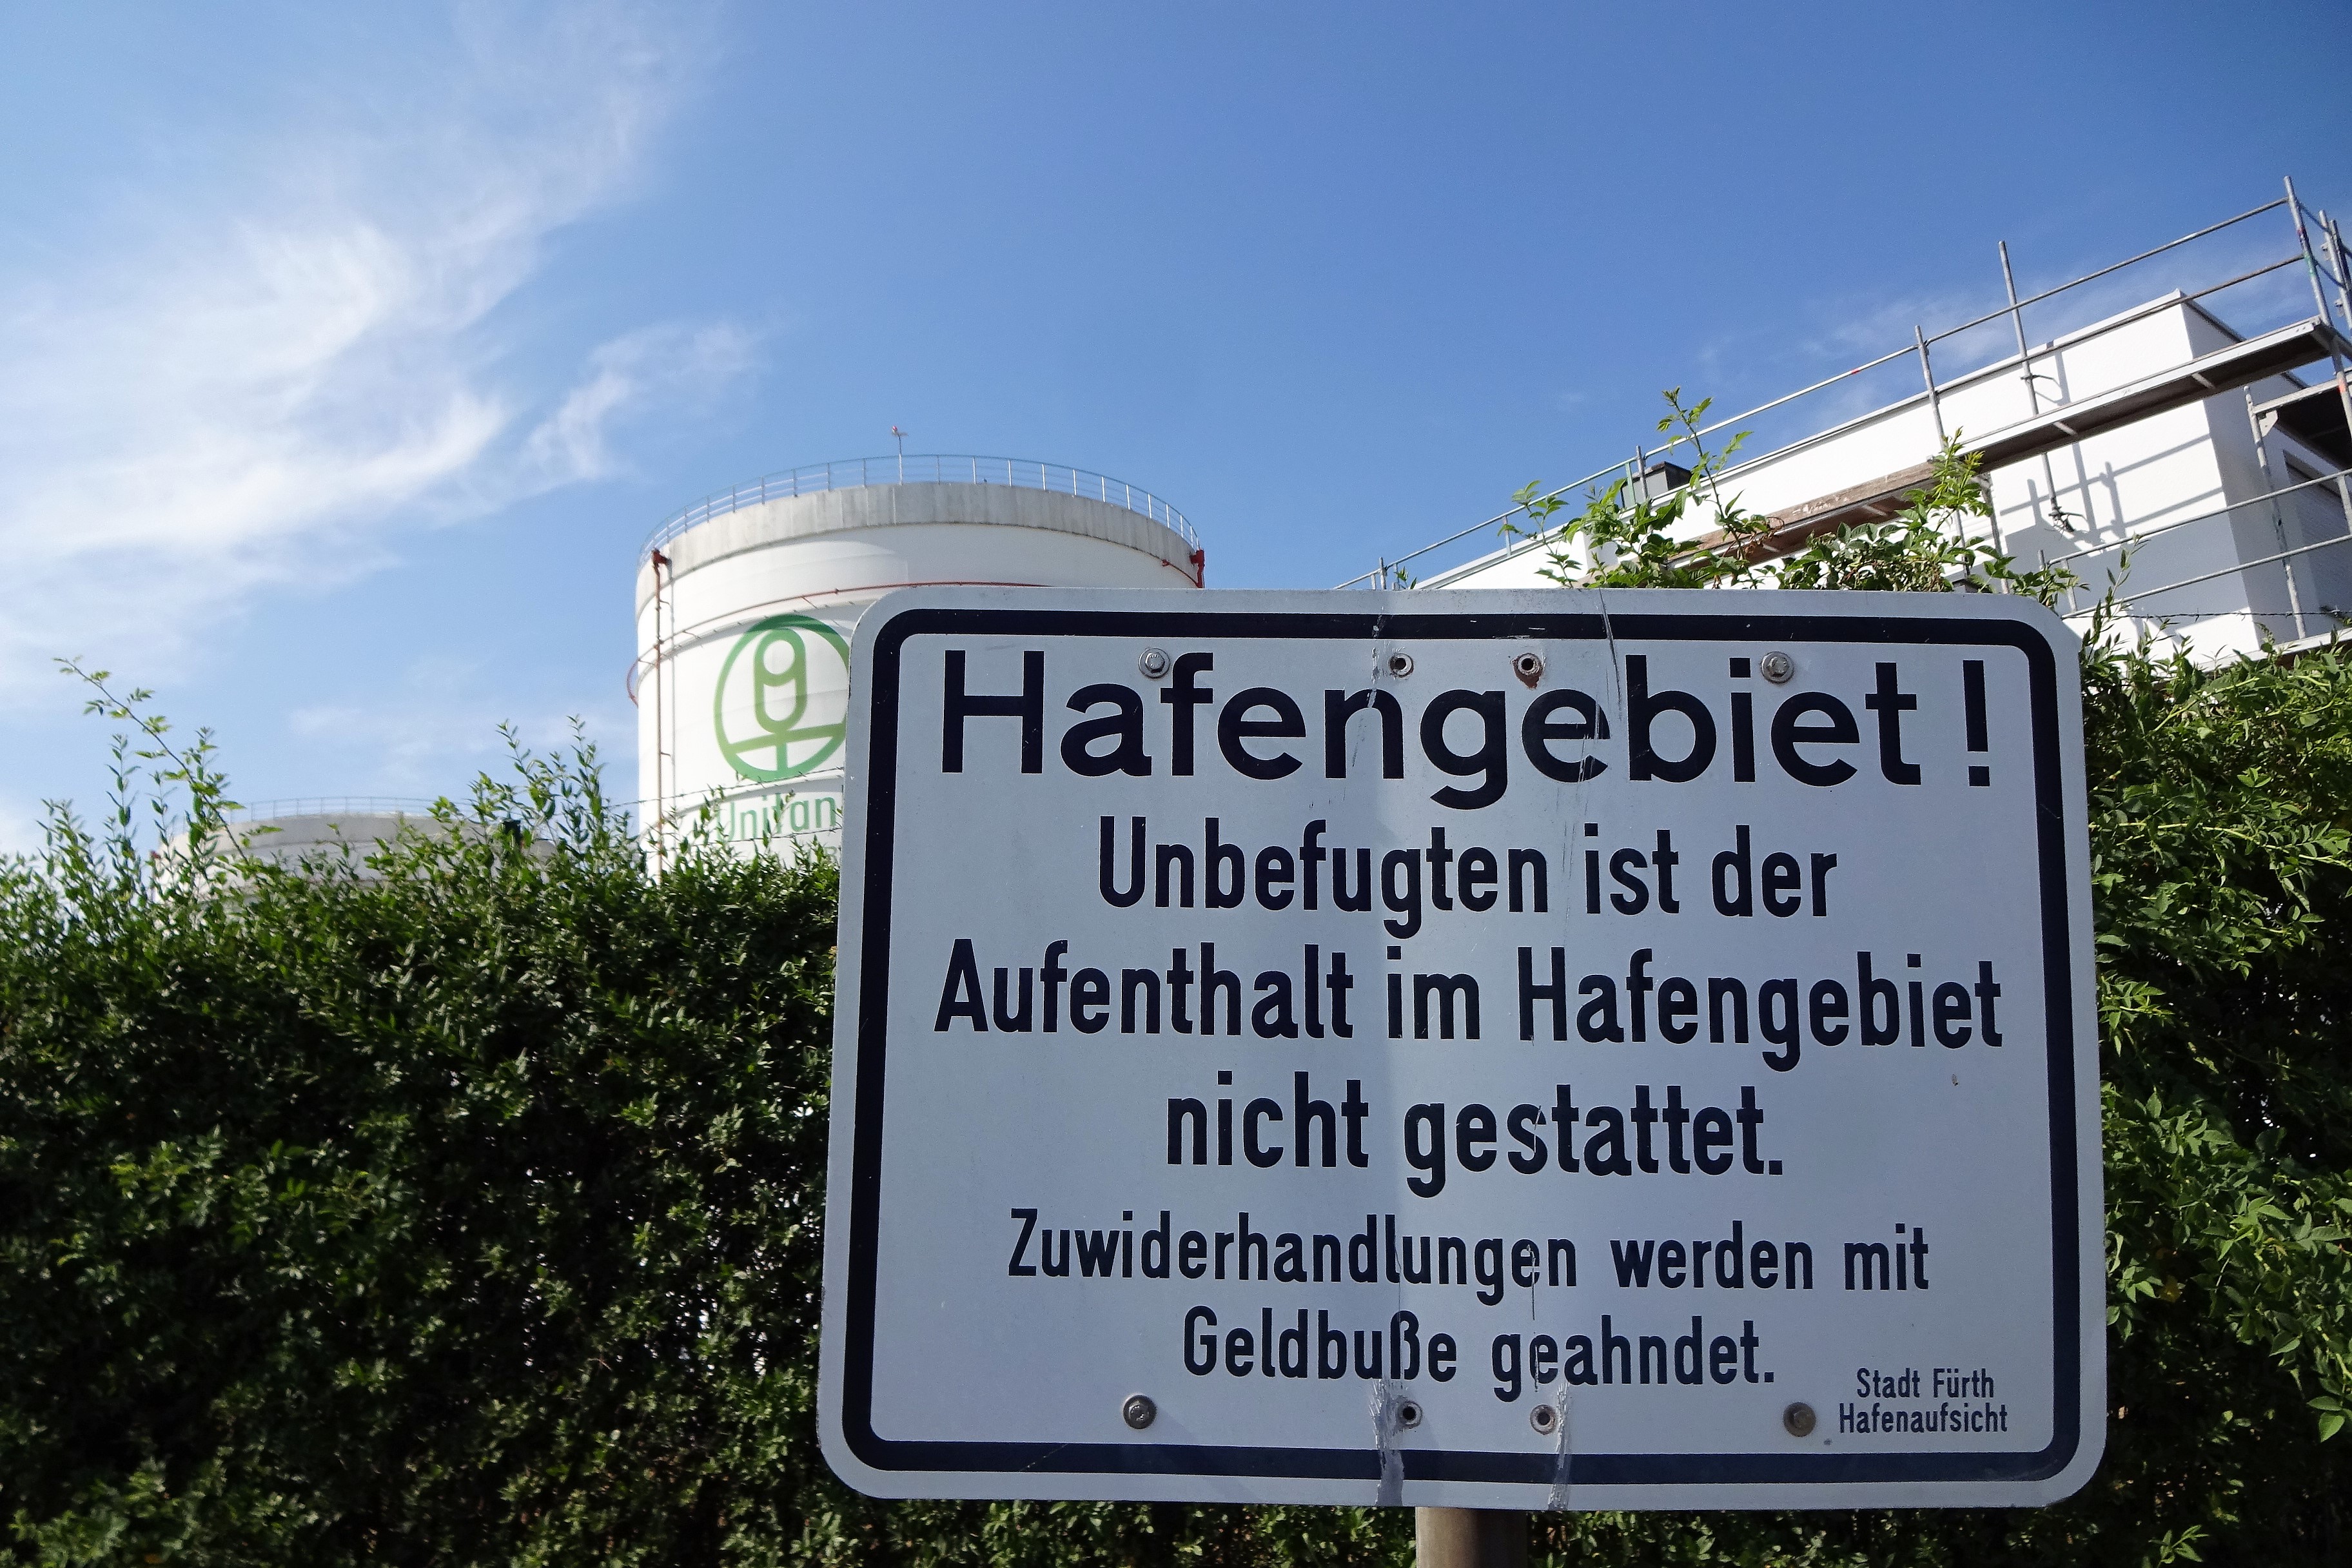 Hafengebiet!
Unbefugten ist der
Aufenthalt im Hafengebiet
nicht gestattet.
Zuwiderhandlungen werden mit
Geldbuße geahndet.
Stadt Fürth
Hafenaufsicht